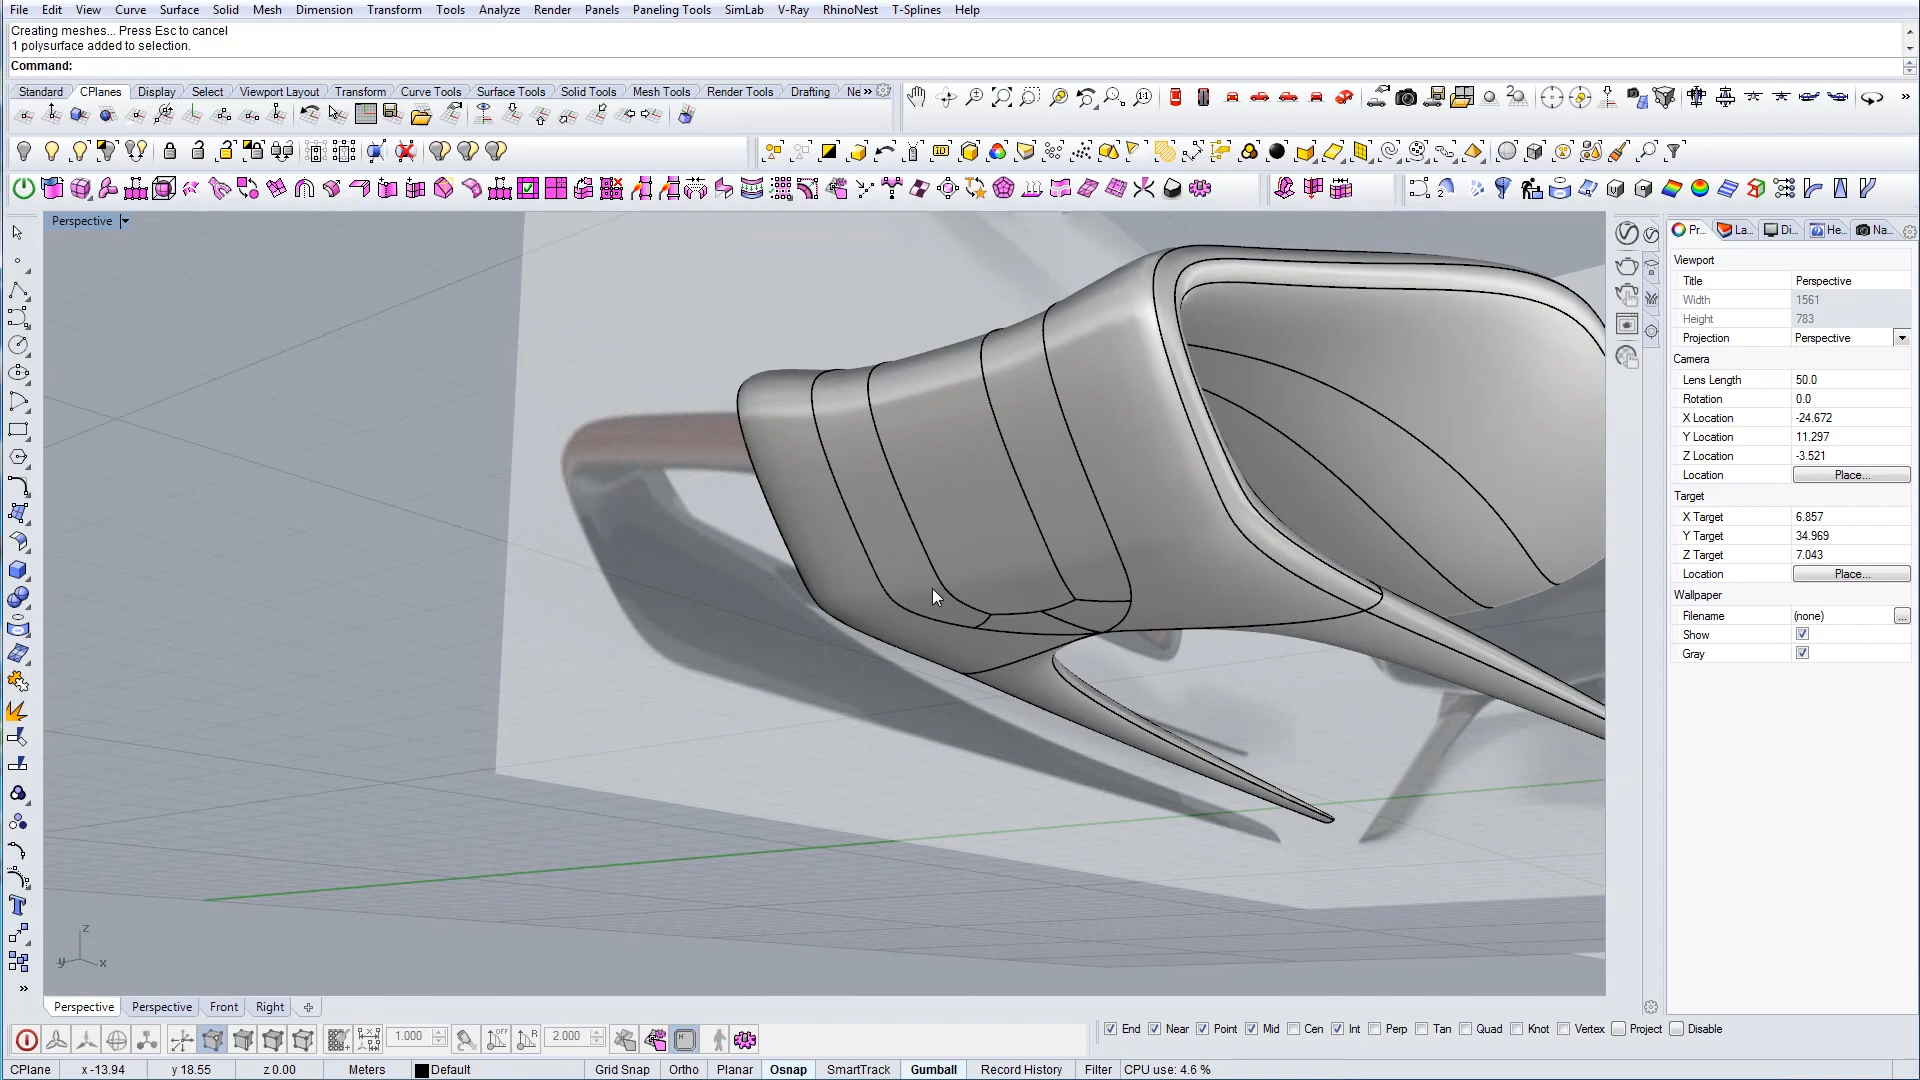 File Edit View Curve Surface Solid Mesh Dimension Transform Tools Analyze Render Panels Paneling Tools SimLab V-Ray RhinoNest T-Splines Help
Creating meshes... Press Esc to cancel
1 polysurface added to selection.
Command:
Standard CPlanes Display Select Viewport Layout Transform Curve Tools Surface Tools Solid Tools Mesh Tools Render Tools Drafting Ne
Perspective
Pr... La... Di... He... Na...
Viewport
Title Perspective
Width 1561
Height 783
Projection Perspective
Camera
Lens Length 50.0
Rotation 0.0
X Location -24.672
Y Location 11.297
Z Location -3.521
Location Place...
Target
X Target 6.857
Y Target 34.969
Z Target 7.043
Location Place...
Wallpaper
Filename (none) ...
Show
Gray
z
y x
Perspective Perspective Front Right
1.000 2.000
End Near Point Mid Cen Int Perp Tan Quad Knot Vertex Project Disable
CPlane x -13.94 y 18.55 z 0.00 Meters Default Grid Snap Ortho Planar Osnap SmartTrack Gumball Record History Filter CPU use: 4.6 %